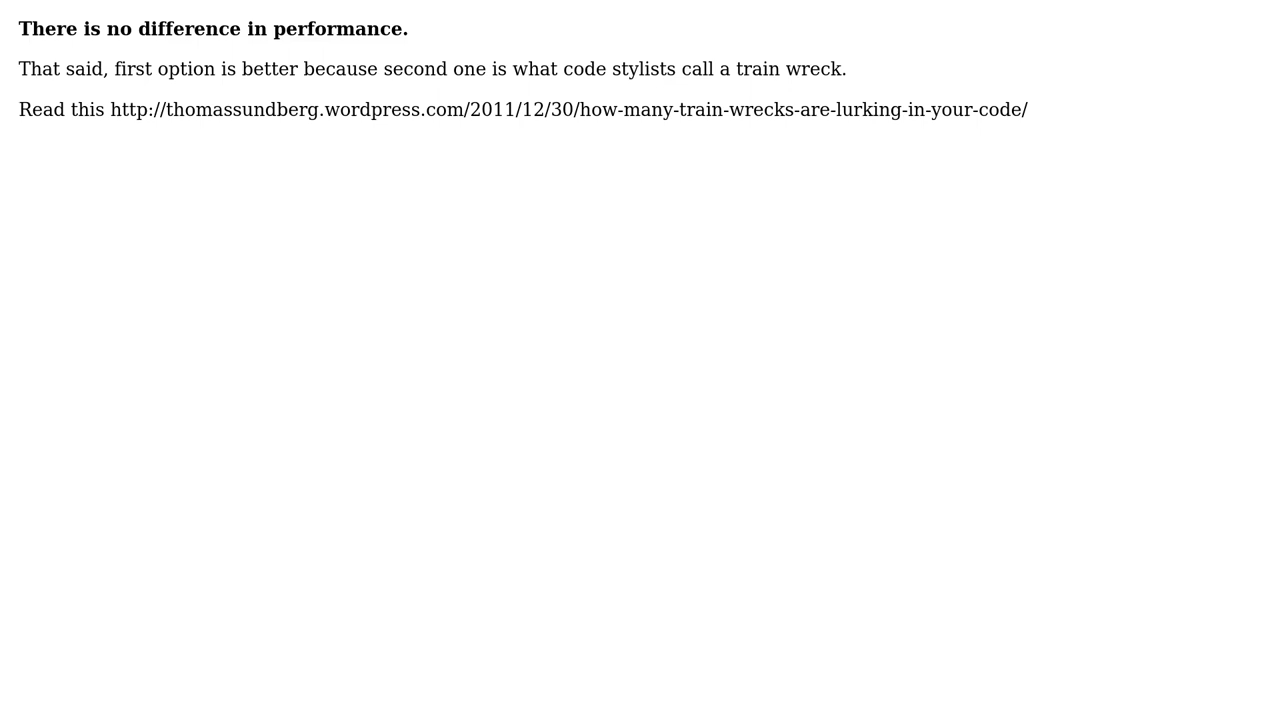 There is no difference in performance.
That said, first option is better because second one is what code stylists call a train wreck.
Read this http://thomassundberg.wordpress.com/2011/12/30/how-many-train-wrecks-are-lurking-in-your-code/